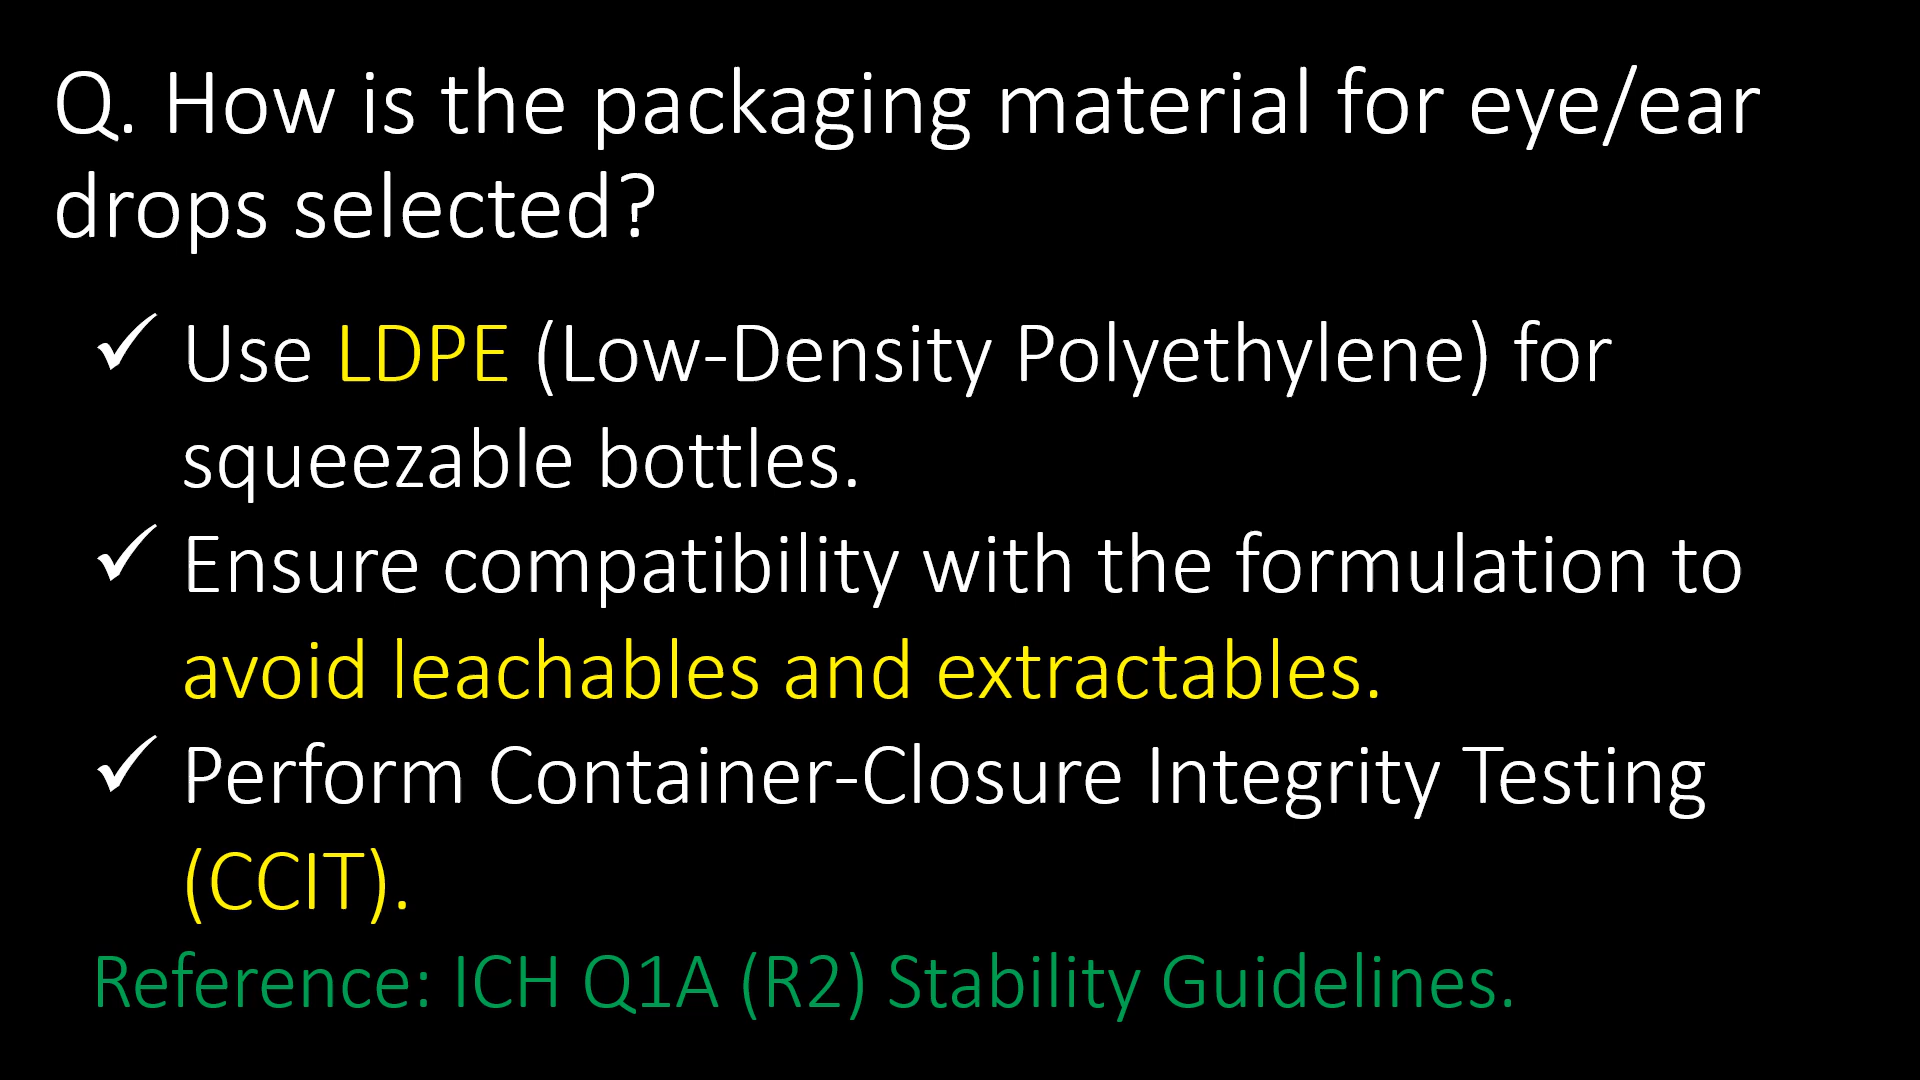 Q. How is the packaging material for eye/ear
drops selected?
✓ Use LDPE (Low-Density Polyethylene) for
squeezable bottles.
✓ Ensure compatibility with the formulation to
avoid leachables and extractables.
✓ Perform Container-Closure Integrity Testing
(CCIT).
Reference: ICH Q1A (R2) Stability Guidelines.